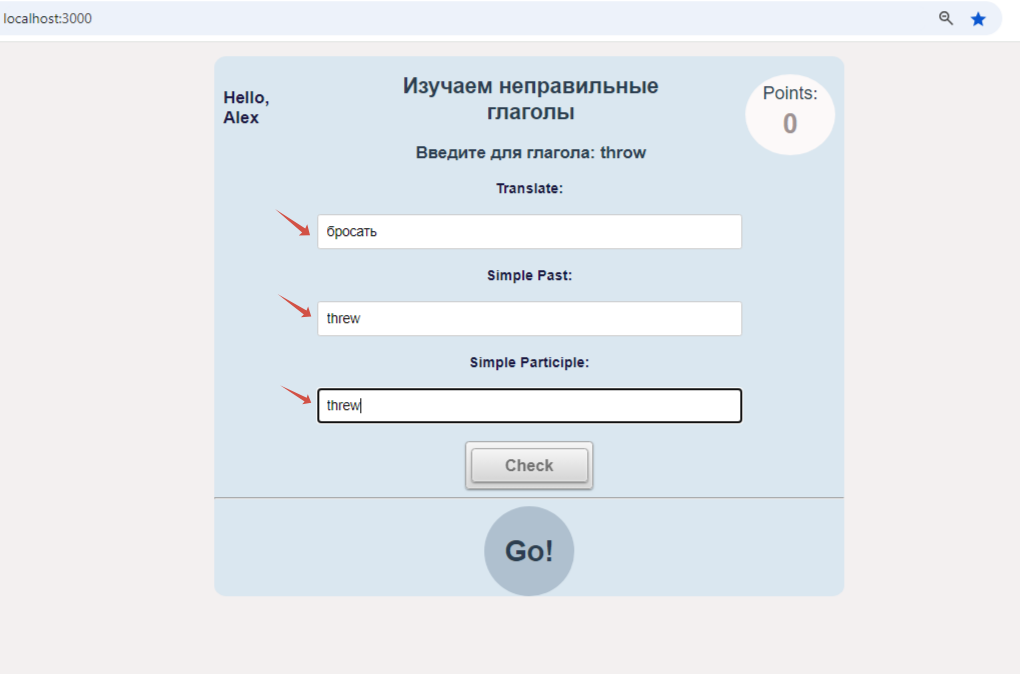 localhost:3000
Hello,
Alex
Изучаем неправильные
глаголы
Points:
0
Введите для глагола: throw
Translate:
бросать
Simple Past:
threw
Simple Participle:
threw
Check
Go!